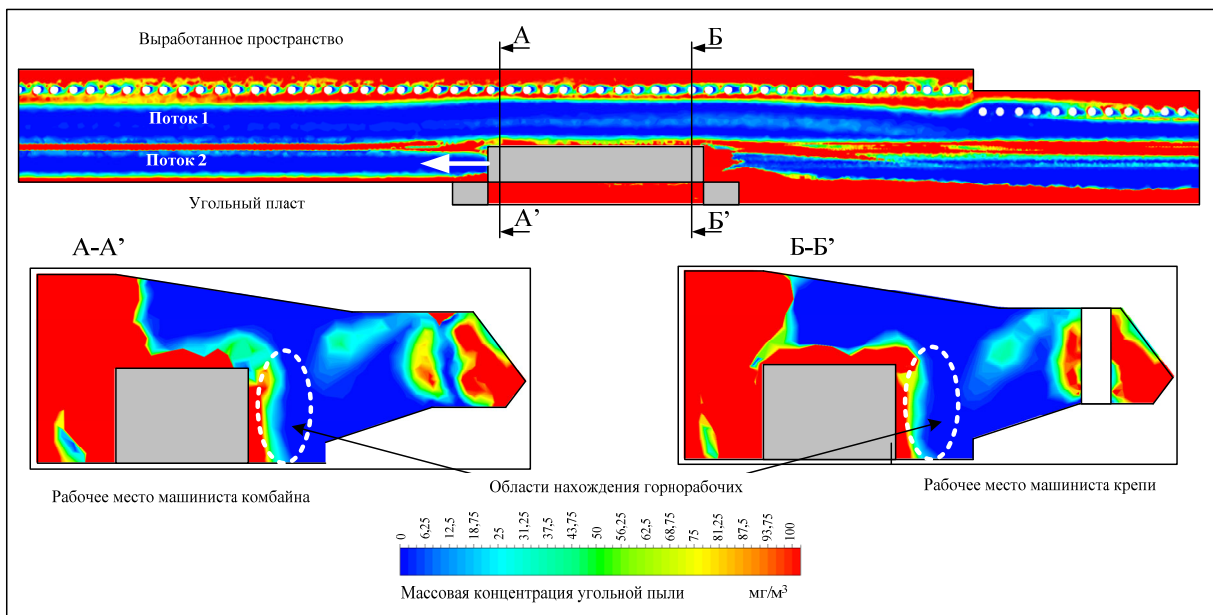 А Б
Выработанное пространство
Поток 1
Поток 2
Угольный пласт
А' Б'
А-А' Б-Б'
Рабочее место машиниста комбайна
Области нахождения горнорабочих
Рабочее место машиниста крепи
0 6,25 12,5 18,75 25 31,25 37,5 43,75 50 56,25 62,5 68,75 75 81,25 87,5 93,75 100
Массовая концентрация угольной пыли мг/м³